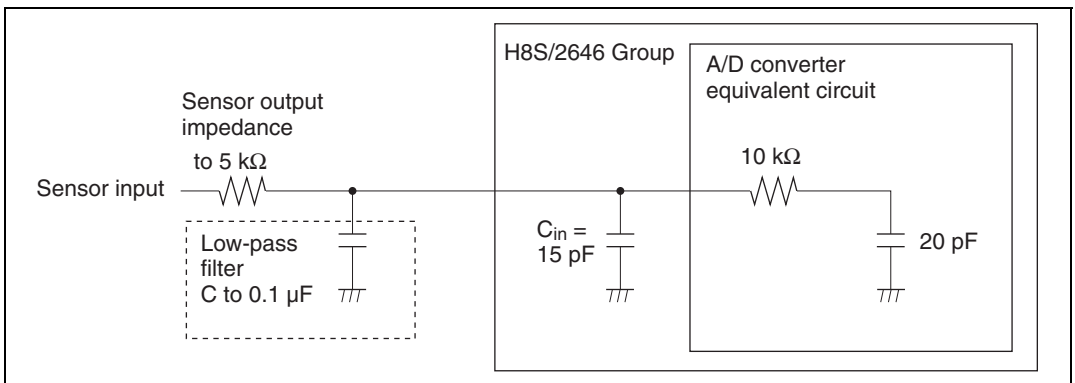 H8S/2646 Group
A/D converter
equivalent circuit
Sensor output
impedance
to 5 kΩ
10 kΩ
Sensor input
Low-pass
filter
C to 0.1 μF
Cin =
15 pF
20 pF